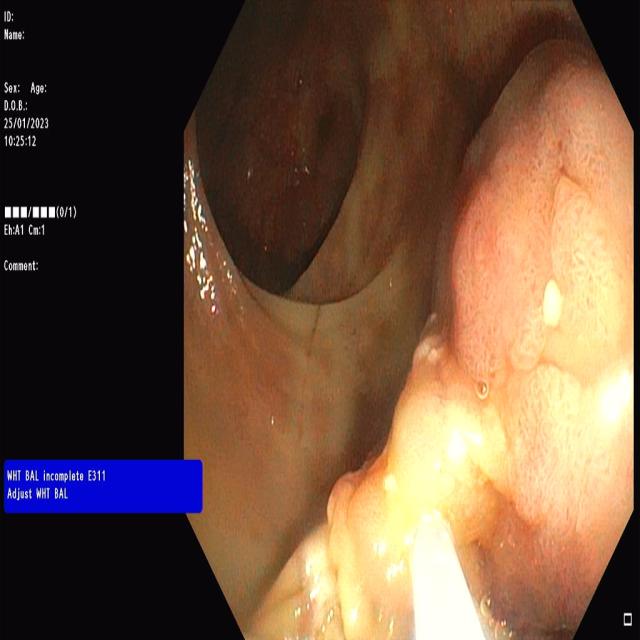 ID:
Name:
Sex: Age:
D.O.B.:
25/01/2023
10:25:12
■■■/■■■(0/1)
Eh:A1 Cm:1
Comment:
WHT BAL incomplete E311
Adjust WHT BAL